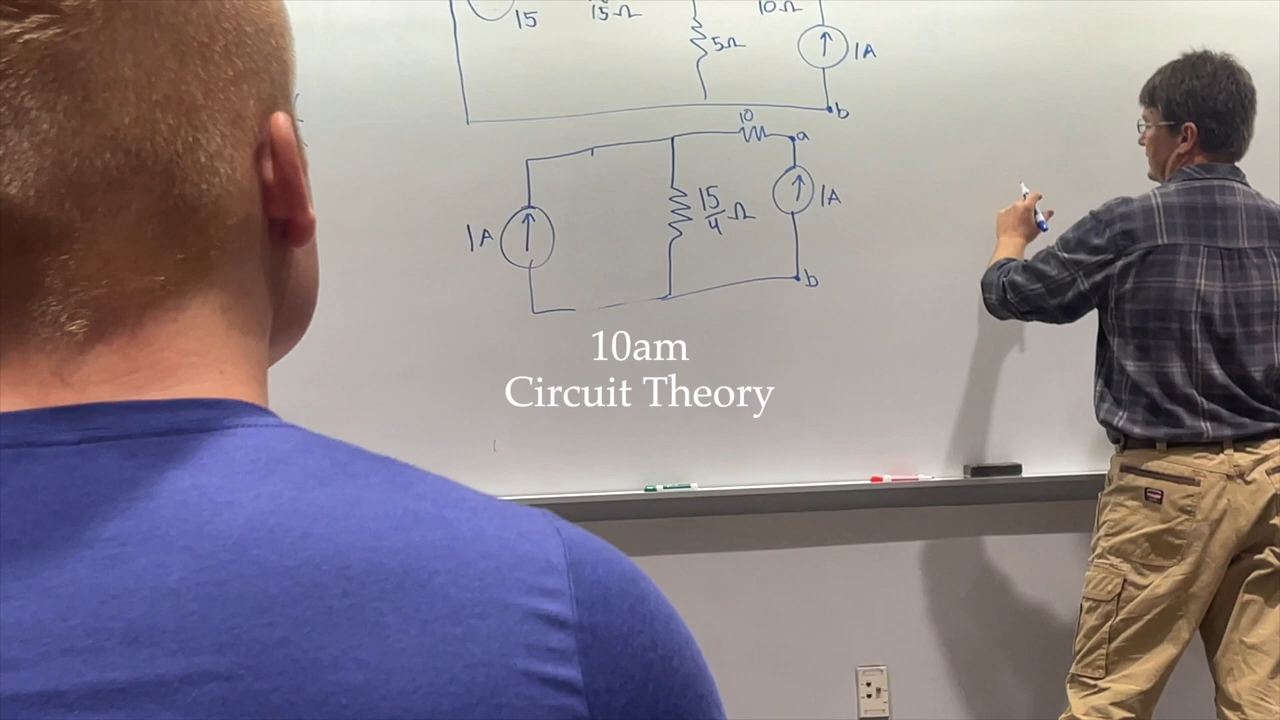 15
15Ω
10Ω
5Ω
1A
b
10
a
1A
15/4 Ω
1A
b
10am
Circuit Theory